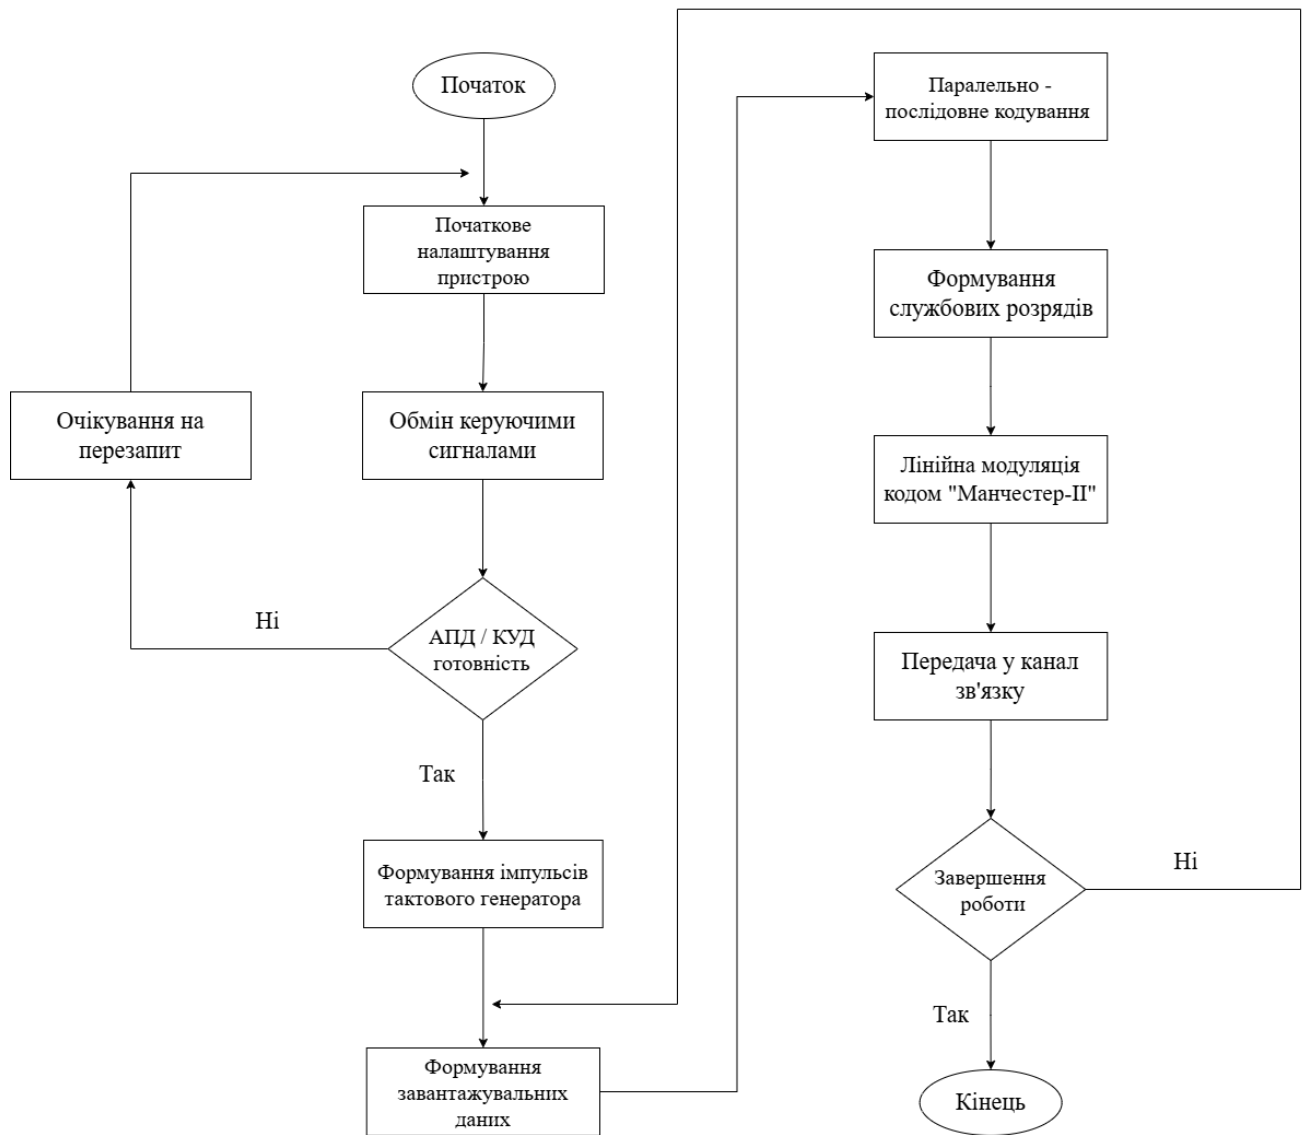 Початок
Початкове
налаштування
пристрою
Очікування на
перезапит
Обмін керуючими
сигналами
Ні
АПД / КУД
готовність
Так
Формування імпульсів
тактового генератора
Формування
завантажувальних
даних
Паралельно -
послідовне кодування
Формування
службових розрядів
Лінійна модуляція
кодом "Манчестер-ІІ"
Передача у канал
зв'язку
Завершення
роботи
Ні
Так
Кінець